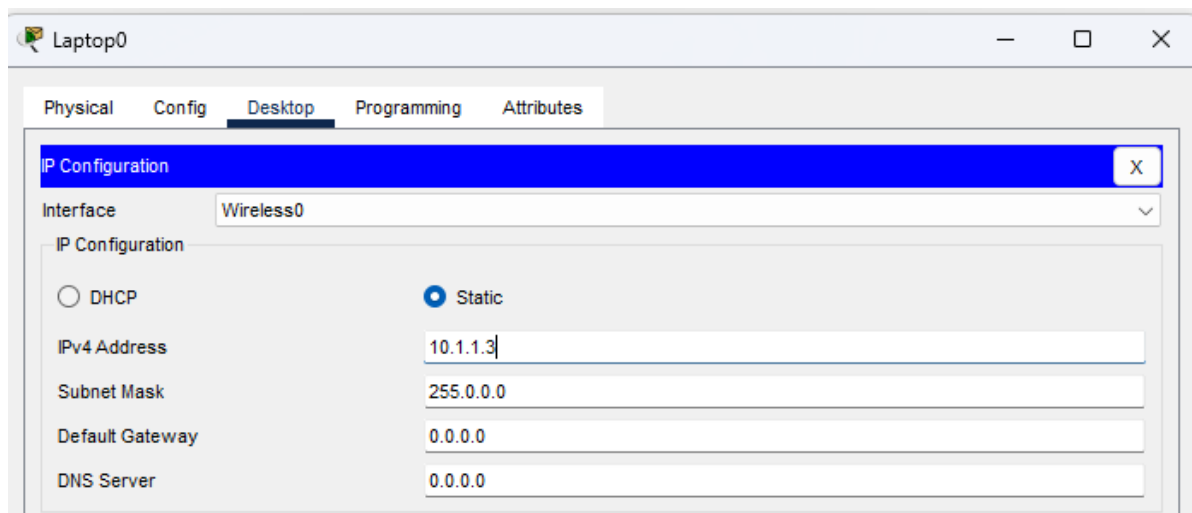 Laptop0
Physical Config Desktop Programming Attributes
IP Configuration X
Interface Wireless0
IP Configuration
DHCP Static
IPv4 Address 10.1.1.3
Subnet Mask 255.0.0.0
Default Gateway 0.0.0.0
DNS Server 0.0.0.0